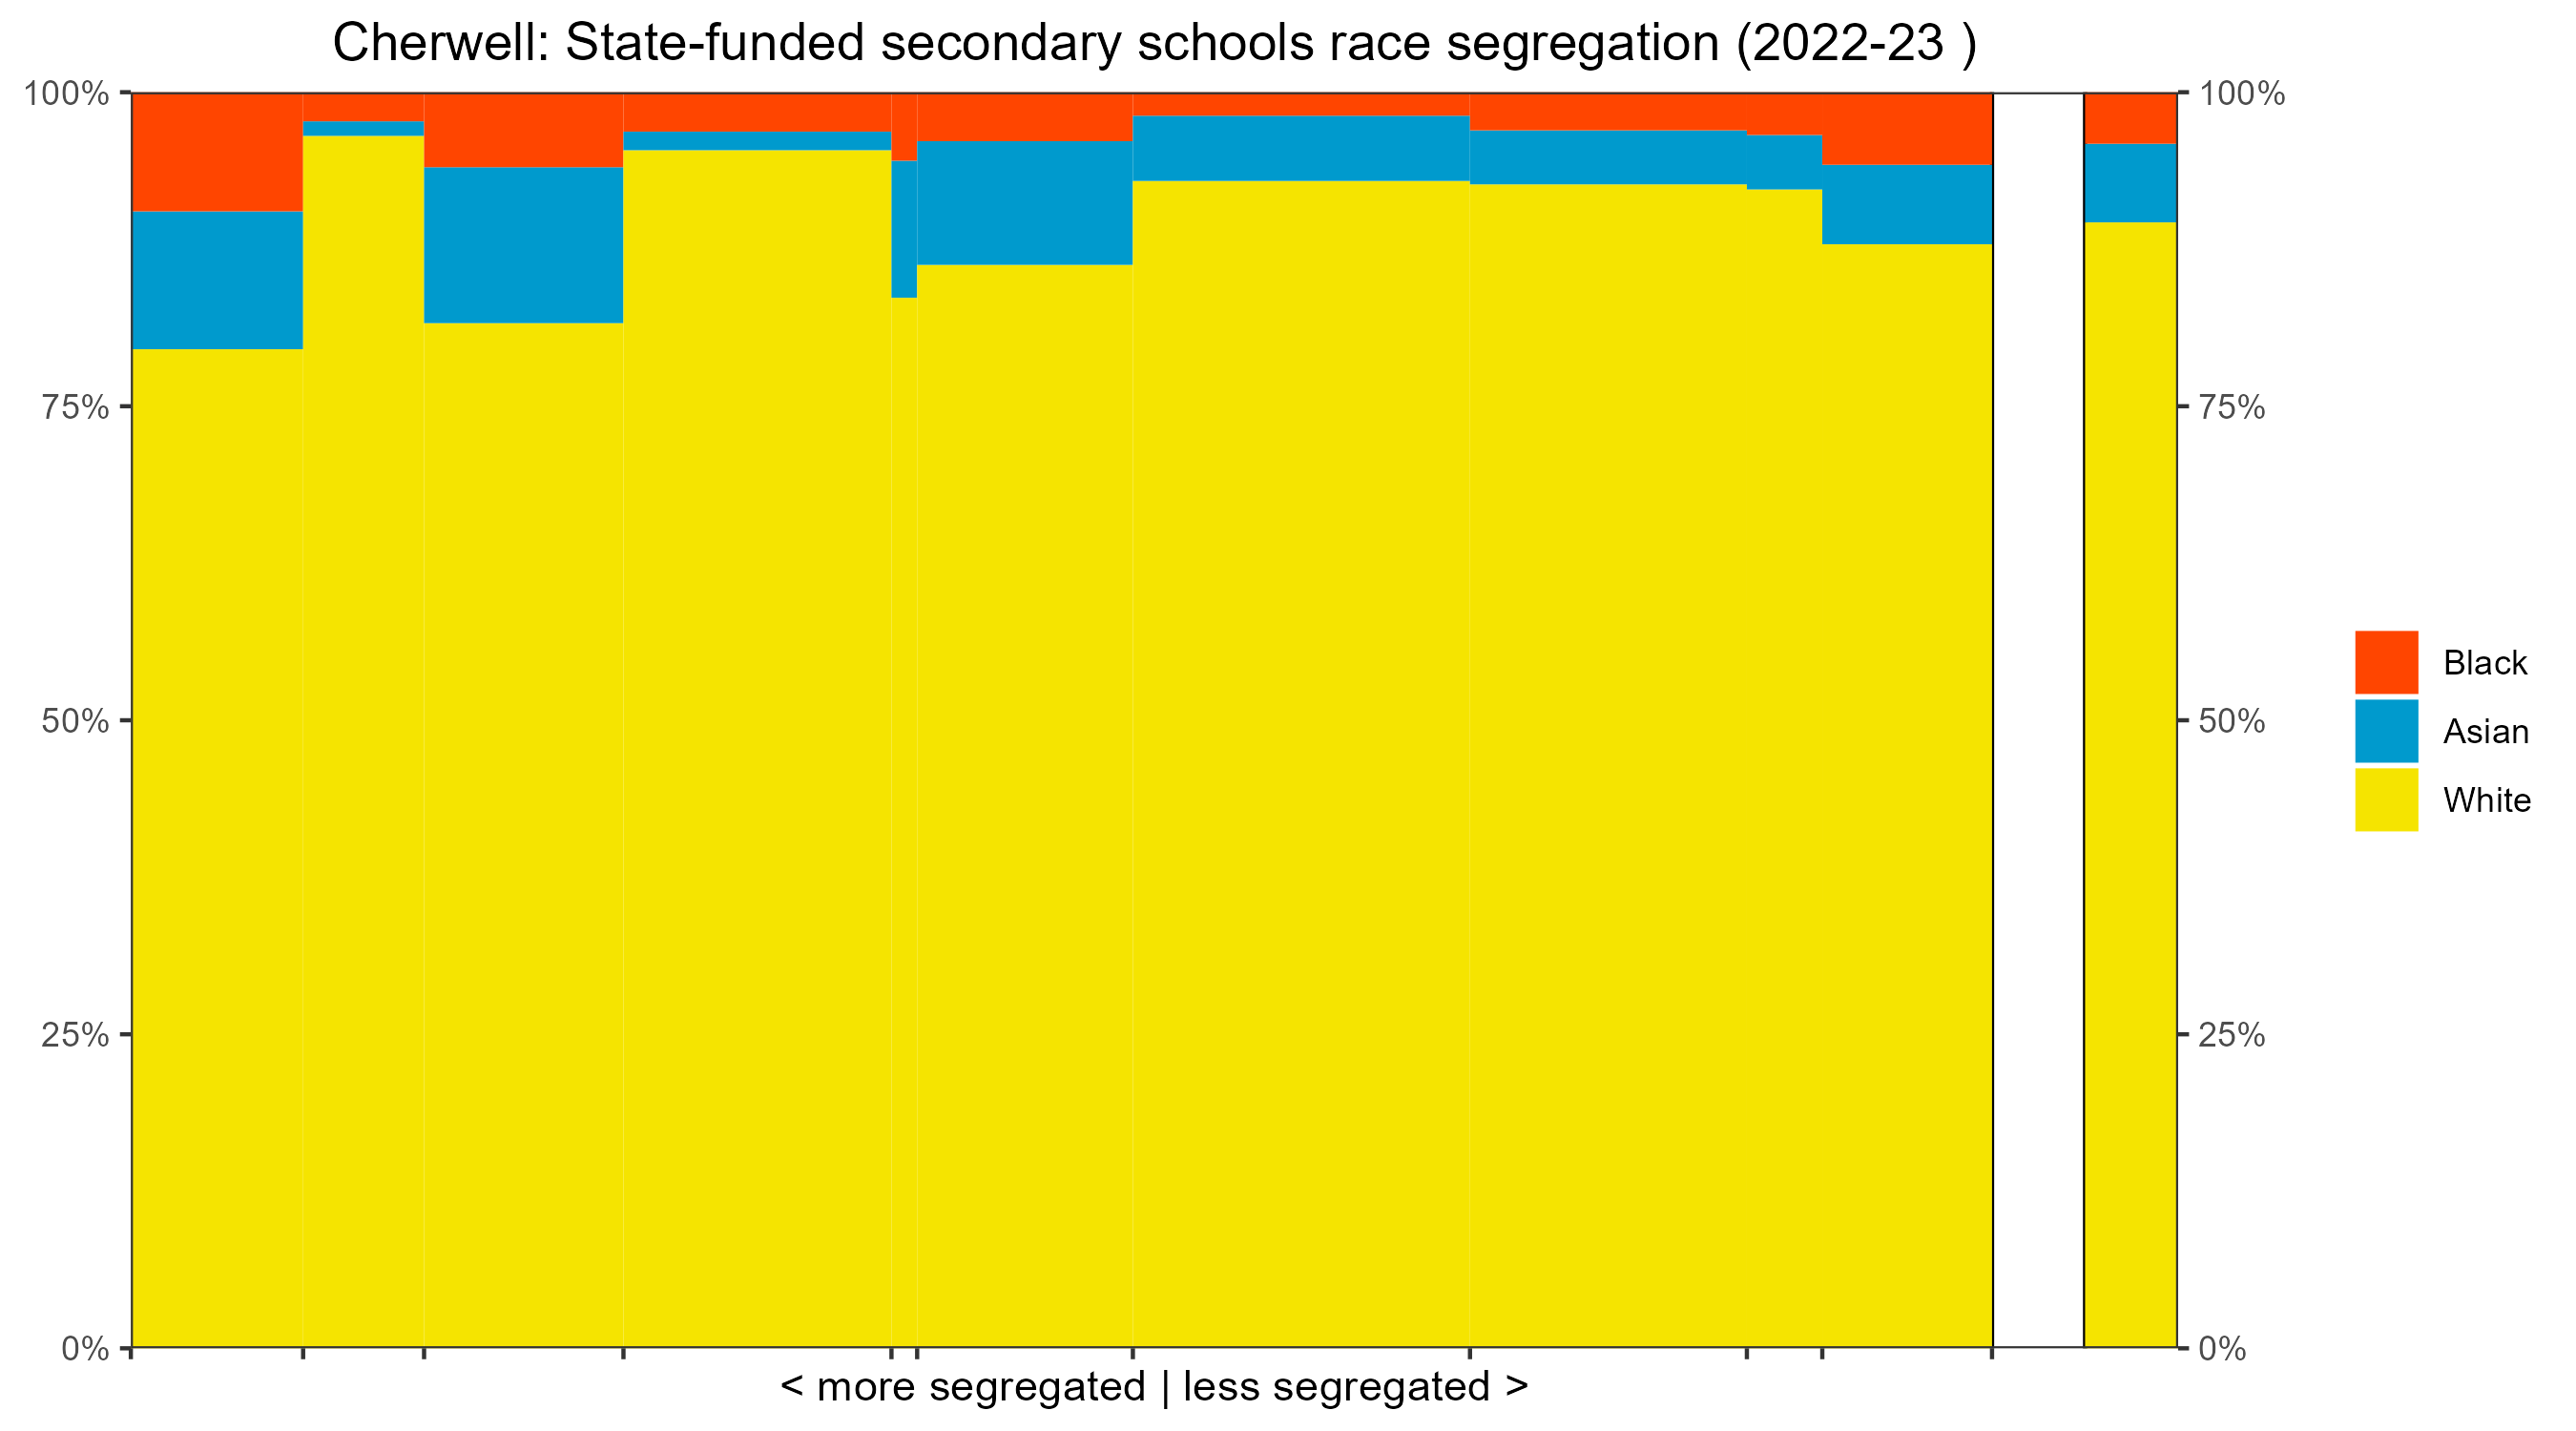 Cherwell: State-funded secondary schools race segregation (2022-23 )
100%
100%
75%
75%
50%
50%
25%
25%
0%
0%
Black
Asian
White
< more segregated | less segregated >